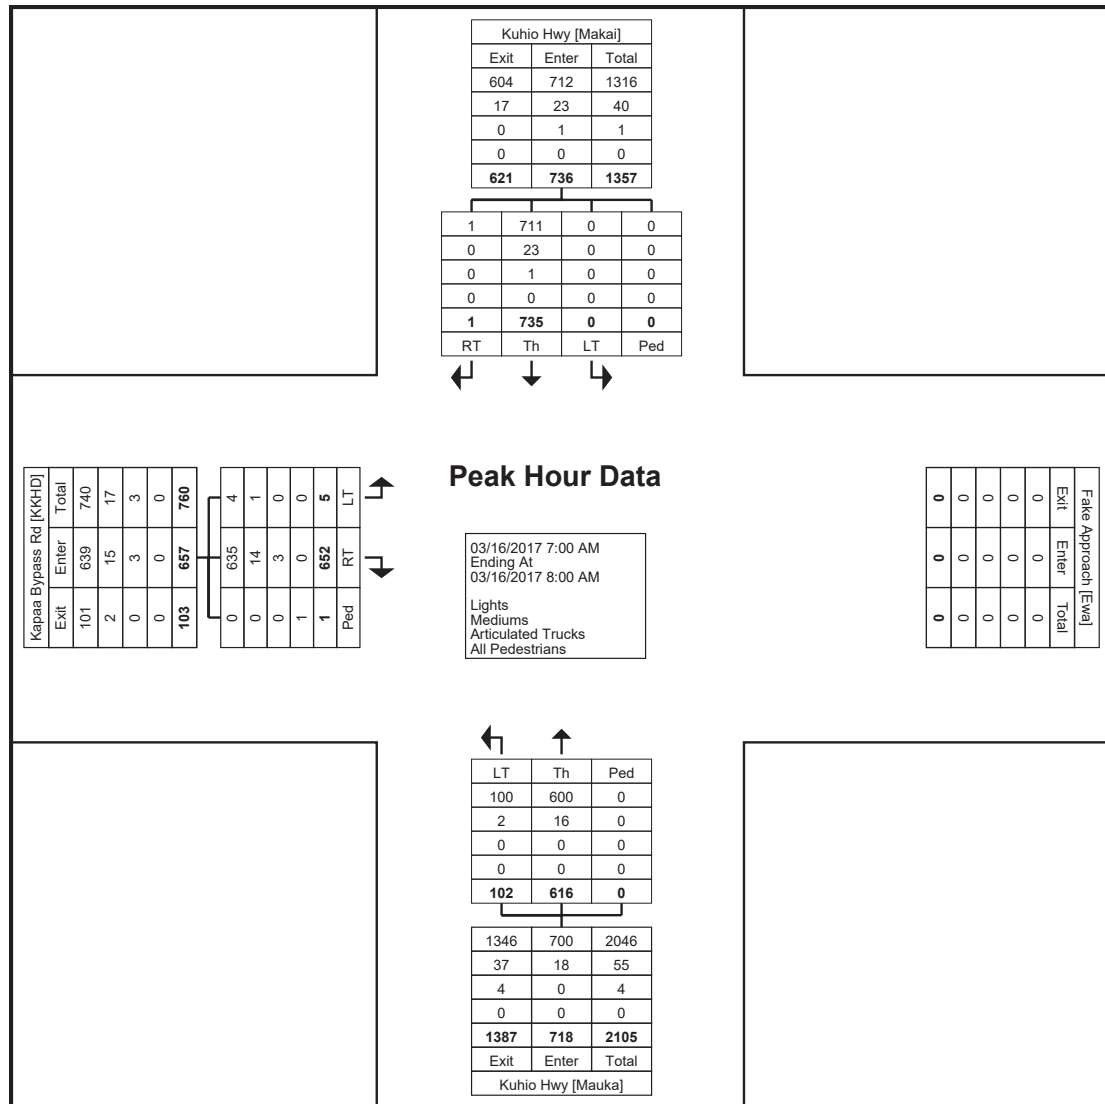 Kuhio Hwy [Makai]
Exit Enter Total
604 712 1316
17 23 40
0 1 1
0 0 0
621 736 1357
1 711 0 0
0 23 0 0
0 1 0 0
0 0 0 0
1 735 0 0
RT Th LT Ped
Kapaa Bypass Rd [KKHD]
Exit Enter Total
101 639 740
2 15 17
0 3 3
0 0 0
103 657 760
0 635 4
0 14 1
0 3 0
1 0 0
1 652 5
Ped RT LT
Peak Hour Data
03/16/2017 7:00 AM
Ending At
03/16/2017 8:00 AM
Lights
Mediums
Articulated Trucks
All Pedestrians
Fake Approach [Ewa]
Exit Enter Total
0 0 0
0 0 0
0 0 0
0 0 0
0 0 0
LT Th Ped
100 600 0
2 16 0
0 0 0
0 0 0
102 616 0
1346 700 2046
37 18 55
4 0 4
0 0 0
1387 718 2105
Exit Enter Total
Kuhio Hwy [Mauka]